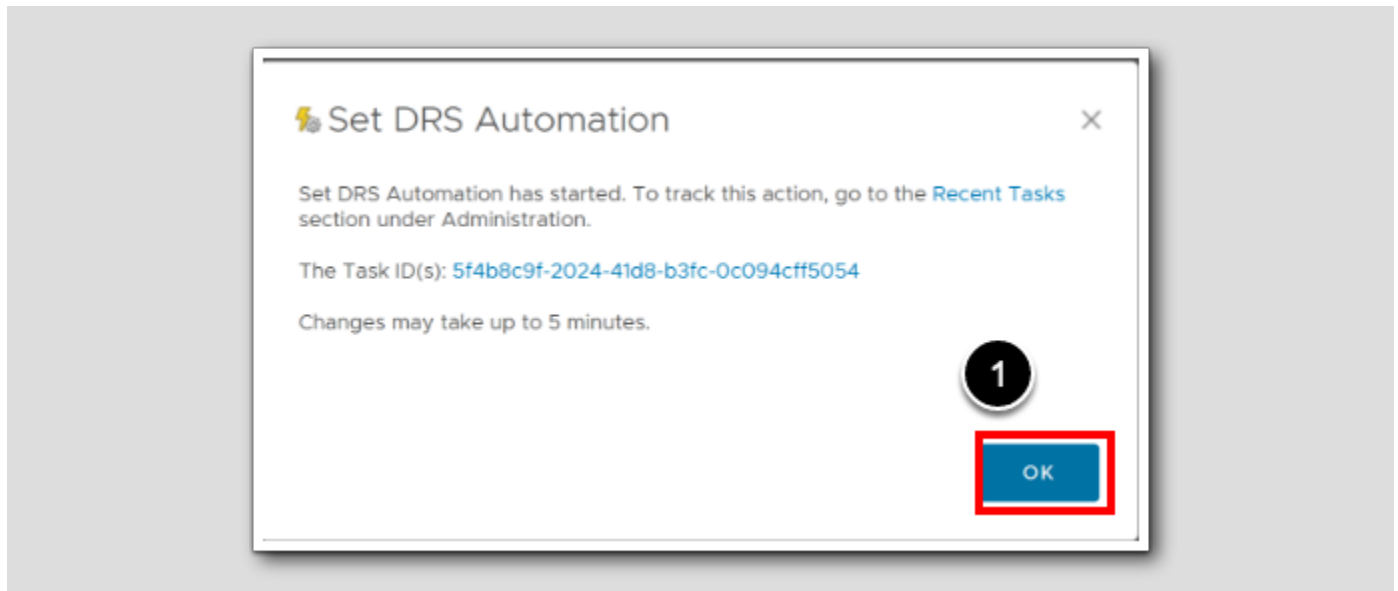 Set DRS Automation
Set DRS Automation has started. To track this action, go to the Recent Tasks
section under Administration.
The Task ID(s): 5f4b8c9f-2024-41d8-b3fc-0c094cff5054
Changes may take up to 5 minutes.
1
OK